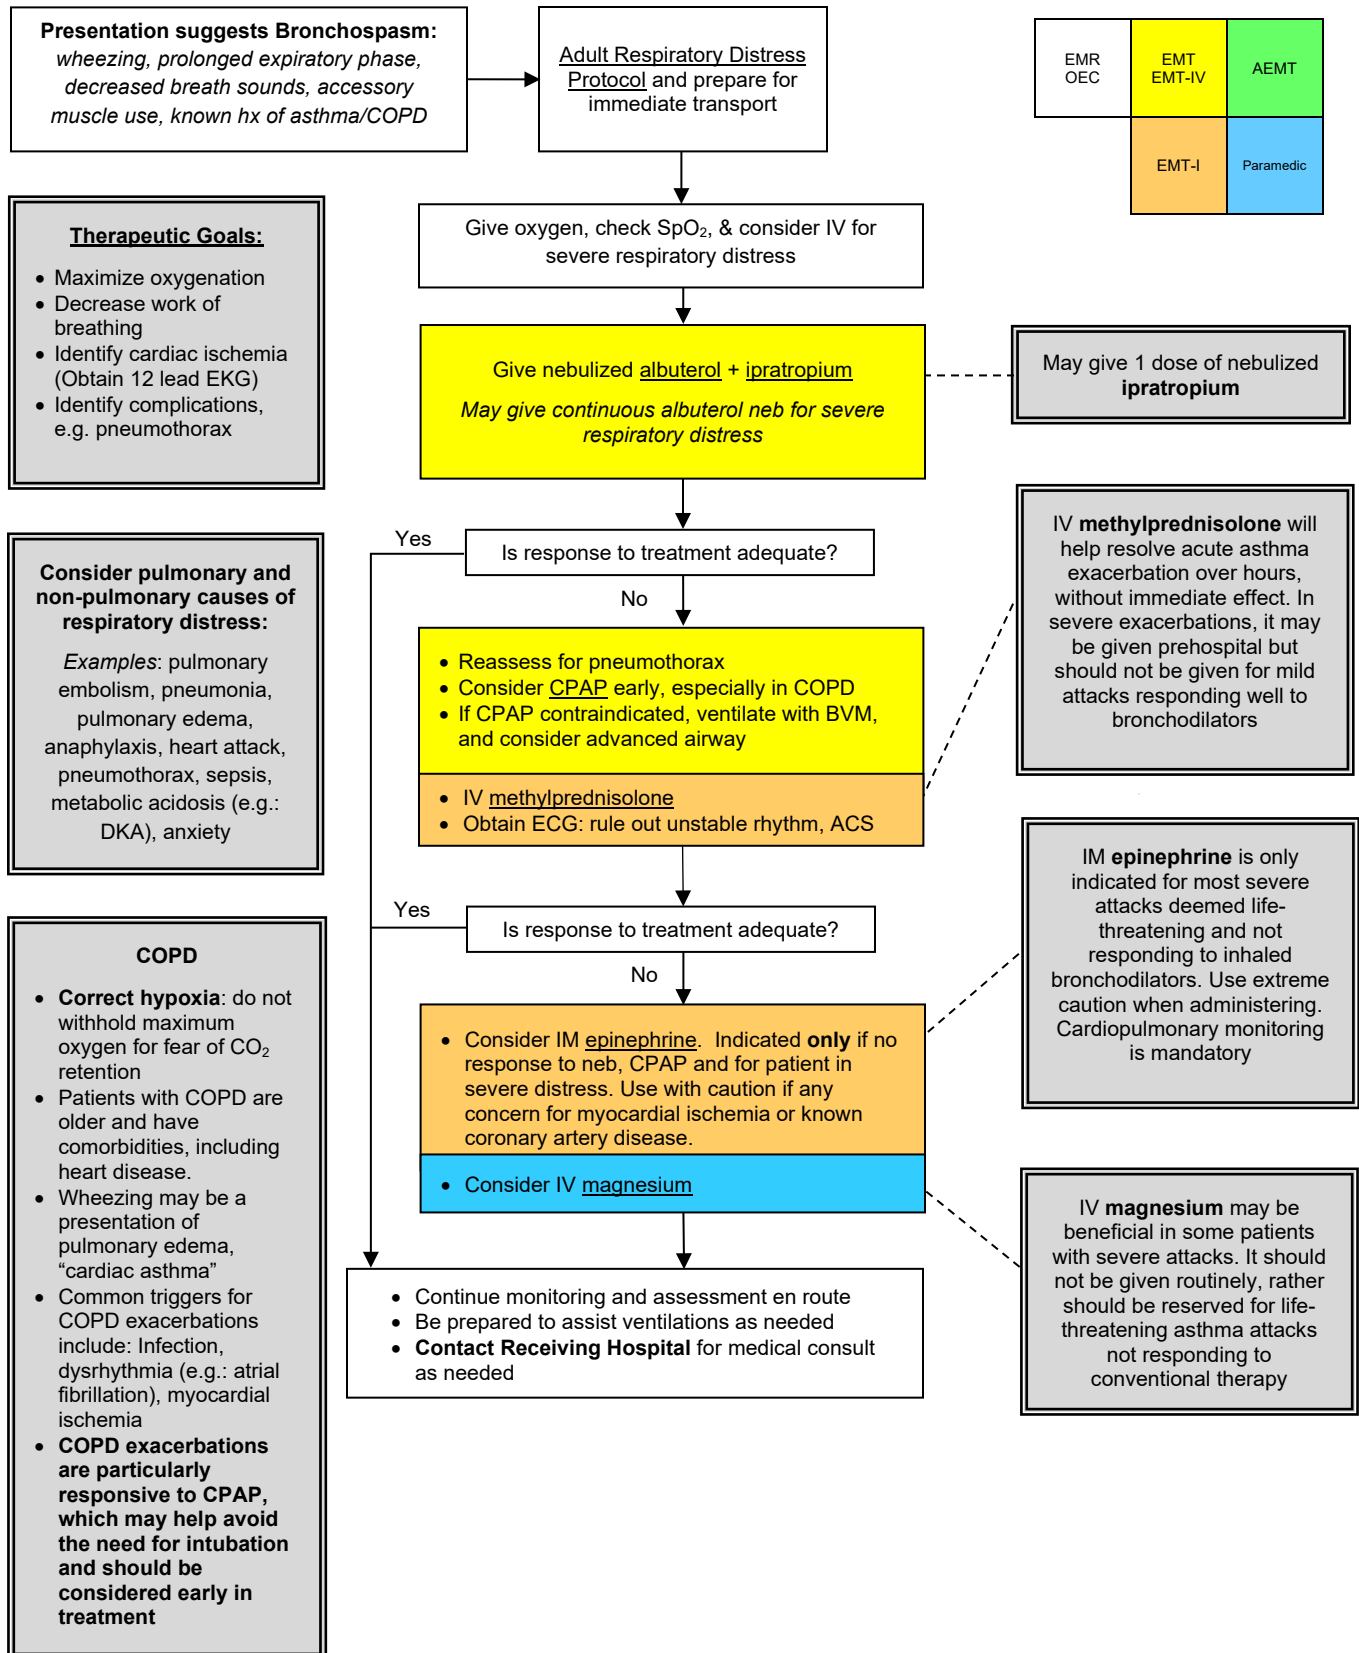 Presentation suggests Bronchospasm:
wheezing, prolonged expiratory phase,
decreased breath sounds, accessory
muscle use, known hx of asthma/COPD
Adult Respiratory Distress
Protocol and prepare for
immediate transport
EMR
OEC
EMT
EMT-IV
AEMT
EMT-I
Paramedic
Give oxygen, check SpO₂, & consider IV for
severe respiratory distress
Therapeutic Goals:
• Maximize oxygenation
• Decrease work of
breathing
• Identify cardiac ischemia
(Obtain 12 lead EKG)
• Identify complications,
e.g. pneumothorax
Give nebulized albuterol + ipratropium
May give continuous albuterol neb for severe
respiratory distress
May give 1 dose of nebulized
ipratropium
Yes
Is response to treatment adequate?
No
Consider pulmonary and
non-pulmonary causes of
respiratory distress:
Examples: pulmonary
embolism, pneumonia,
pulmonary edema,
anaphylaxis, heart attack,
pneumothorax, sepsis,
metabolic acidosis (e.g.:
DKA), anxiety
• Reassess for pneumothorax
• Consider CPAP early, especially in COPD
• If CPAP contraindicated, ventilate with BVM,
and consider advanced airway
• IV methylprednisolone
• Obtain ECG: rule out unstable rhythm, ACS
IV methylprednisolone will
help resolve acute asthma
exacerbation over hours,
without immediate effect. In
severe exacerbations, it may
be given prehospital but
should not be given for mild
attacks responding well to
bronchodilators
Yes
Is response to treatment adequate?
No
IM epinephrine is only
indicated for most severe
attacks deemed life-
threatening and not
responding to inhaled
bronchodilators. Use extreme
caution when administering.
Cardiopulmonary monitoring
is mandatory
COPD
• Correct hypoxia: do not
withhold maximum
oxygen for fear of CO₂
retention
• Patients with COPD are
older and have
comorbidities, including
heart disease.
• Wheezing may be a
presentation of
pulmonary edema,
“cardiac asthma”
• Common triggers for
COPD exacerbations
include: Infection,
dysrhythmia (e.g.: atrial
fibrillation), myocardial
ischemia
• COPD exacerbations
are particularly
responsive to CPAP,
which may help avoid
the need for intubation
and should be
considered early in
treatment
• Consider IM epinephrine.  Indicated only if no
response to neb, CPAP and for patient in
severe distress. Use with caution if any
concern for myocardial ischemia or known
coronary artery disease.
• Consider IV magnesium
IV magnesium may be
beneficial in some patients
with severe attacks. It should
not be given routinely, rather
should be reserved for life-
threatening asthma attacks
not responding to
conventional therapy
• Continue monitoring and assessment en route
• Be prepared to assist ventilations as needed
• Contact Receiving Hospital for medical consult
as needed